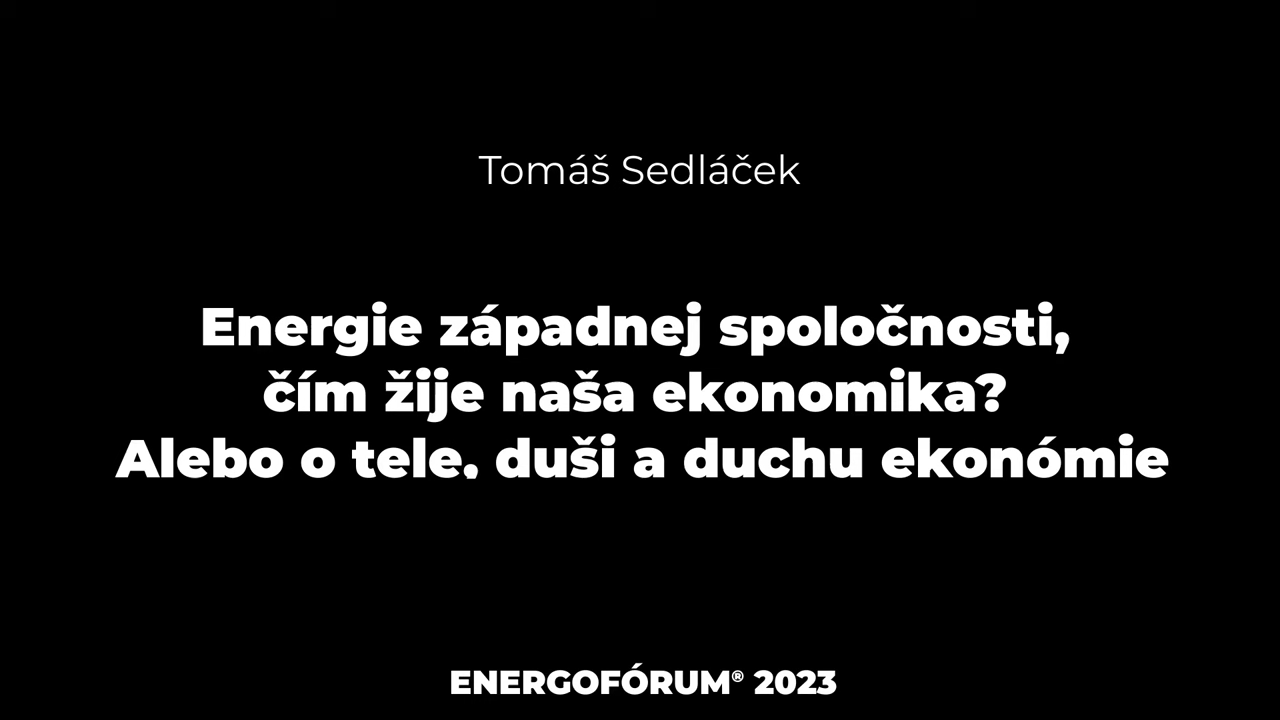 Tomáš Sedláček
Energie západnej spoločnosti,
čím žije naša ekonomika?
Alebo o tele, duši a duchu ekonómie
ENERGOFÓRUM® 2023